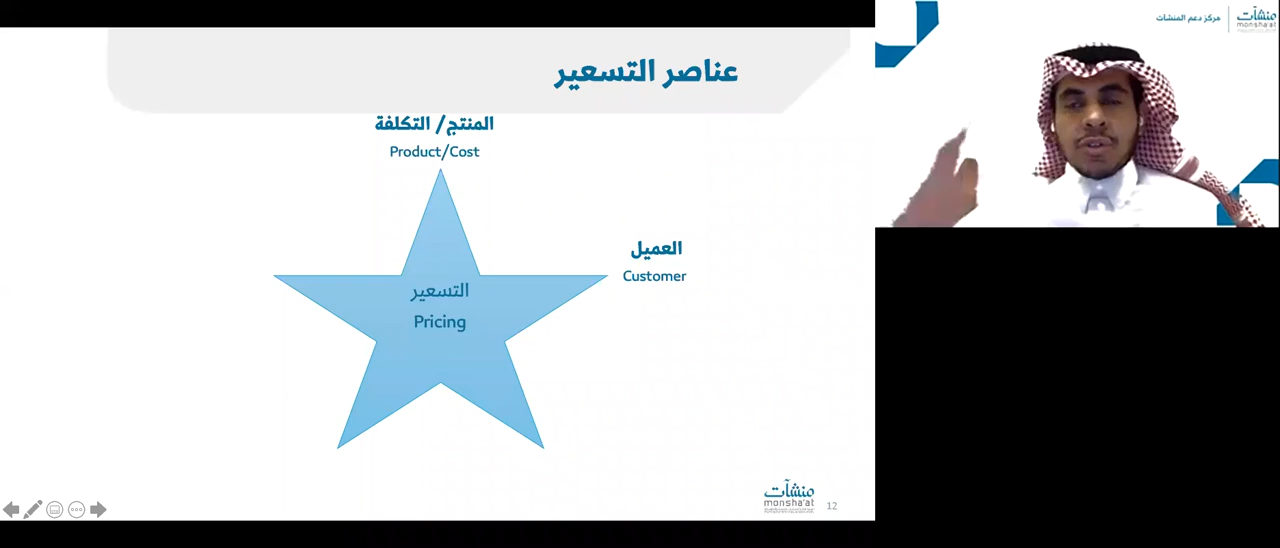 عناصر التسعير
المنتج/ التكلفة
Product/Cost
العميل
Customer
التسعير
Pricing
منشآت
monsha'at
12
مركز دعم المنشآت
منشآت
monsha'at